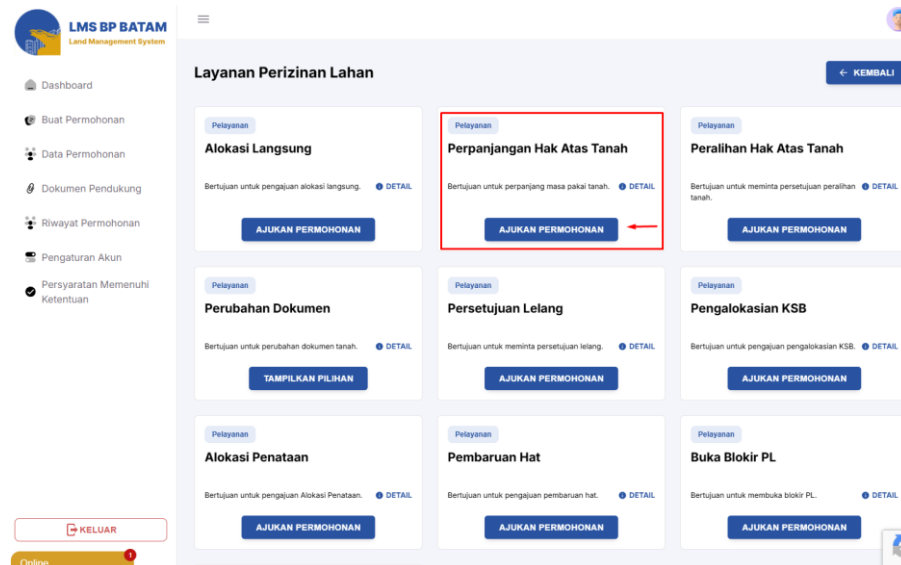 LMS BP BATAM
Land Management System
Dashboard
Buat Permohonan
Data Permohonan
Dokumen Pendukung
Riwayat Permohonan
Pengaturan Akun
Persyaratan Memenuhi
Ketentuan
KELUAR
Online
1
Layanan Perizinan Lahan
← KEMBALI
Pelayanan
Alokasi Langsung
Bertujuan untuk pengajuan alokasi langsung.
DETAIL
AJUKAN PERMOHONAN
Pelayanan
Perpanjangan Hak Atas Tanah
Bertujuan untuk perpanjang masa pakai tanah.
DETAIL
AJUKAN PERMOHONAN
Pelayanan
Peralihan Hak Atas Tanah
Bertujuan untuk meminta persetujuan peralihan
tanah.
DETAIL
AJUKAN PERMOHONAN
Pelayanan
Perubahan Dokumen
Bertujuan untuk perubahan dokumen tanah.
DETAIL
TAMPILKAN PILIHAN
Pelayanan
Persetujuan Lelang
Bertujuan untuk meminta persetujuan lelang.
DETAIL
AJUKAN PERMOHONAN
Pelayanan
Pengalokasian KSB
Bertujuan untuk pengajuan pengalokasian KSB.
DETAIL
AJUKAN PERMOHONAN
Pelayanan
Alokasi Penataan
Bertujuan untuk pengajuan Alokasi Penataan.
DETAIL
AJUKAN PERMOHONAN
Pelayanan
Pembaruan Hat
Bertujuan untuk pengajuan pembaruan hat.
DETAIL
AJUKAN PERMOHONAN
Pelayanan
Buka Blokir PL
Bertujuan untuk membuka blokir PL.
DETAIL
AJUKAN PERMOHONAN